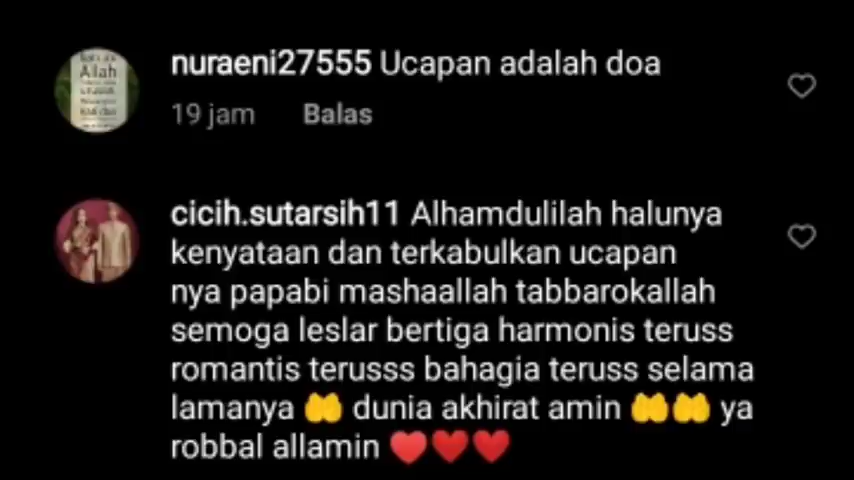 nuraeni27555 Ucapan adalah doa
19 jam Balas
cicih.sutarsih11 Alhamdulilah halunya
kenyataan dan terkabulkan ucapan
nya papabi mashaallah tabbarokallah
semoga leslar bertiga harmonis teruss
romantis terusss bahagia teruss selama
lamanya 🤲 dunia akhirat amin 🤲🤲 ya
robbal allamin ❤️❤️❤️
Allah